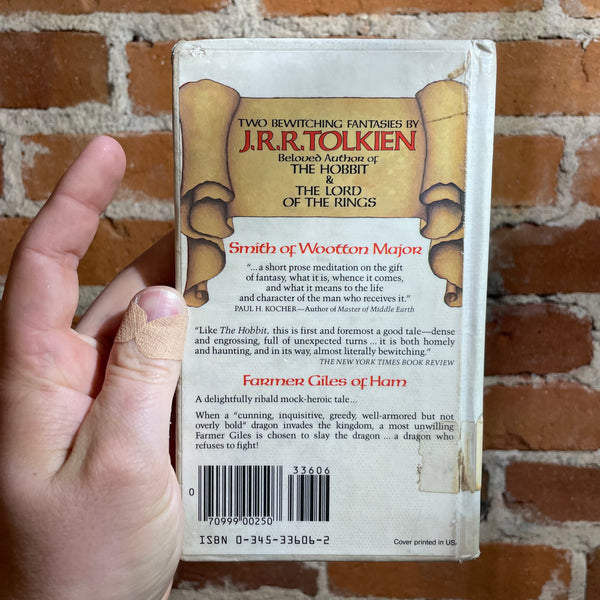 TWO BEWITCHING FANTASIES BY
J.R.R. TOLKIEN
Beloved Author of
THE HOBBIT
&
THE LORD
OF THE RINGS
Smith of Wootton Major
"...a short prose meditation on the gift
of fantasy, what it is, whence it comes,
and what it means to the life
and character of the man who receives it."
PAUL H. KOCHER—Author of Master of Middle Earth
"Like The Hobbit, this is first and foremost a good tale—dense
and engrossing, full of unexpected turns ... it is both homely
and haunting, and in its way, almost literally bewitching."
THE NEW YORK TIMES BOOK REVIEW
Farmer Giles of Ham
A delightfully ribald mock-heroic tale...
When a "cunning, inquisitive, greedy, well-armored but not
overly bold" dragon invades the kingdom, a most unwilling
Farmer Giles is chosen to slay the dragon ... a dragon who
refuses to fight!
33606
0
70999 00250
ISBN 0-345-33606-2
Cover printed in US